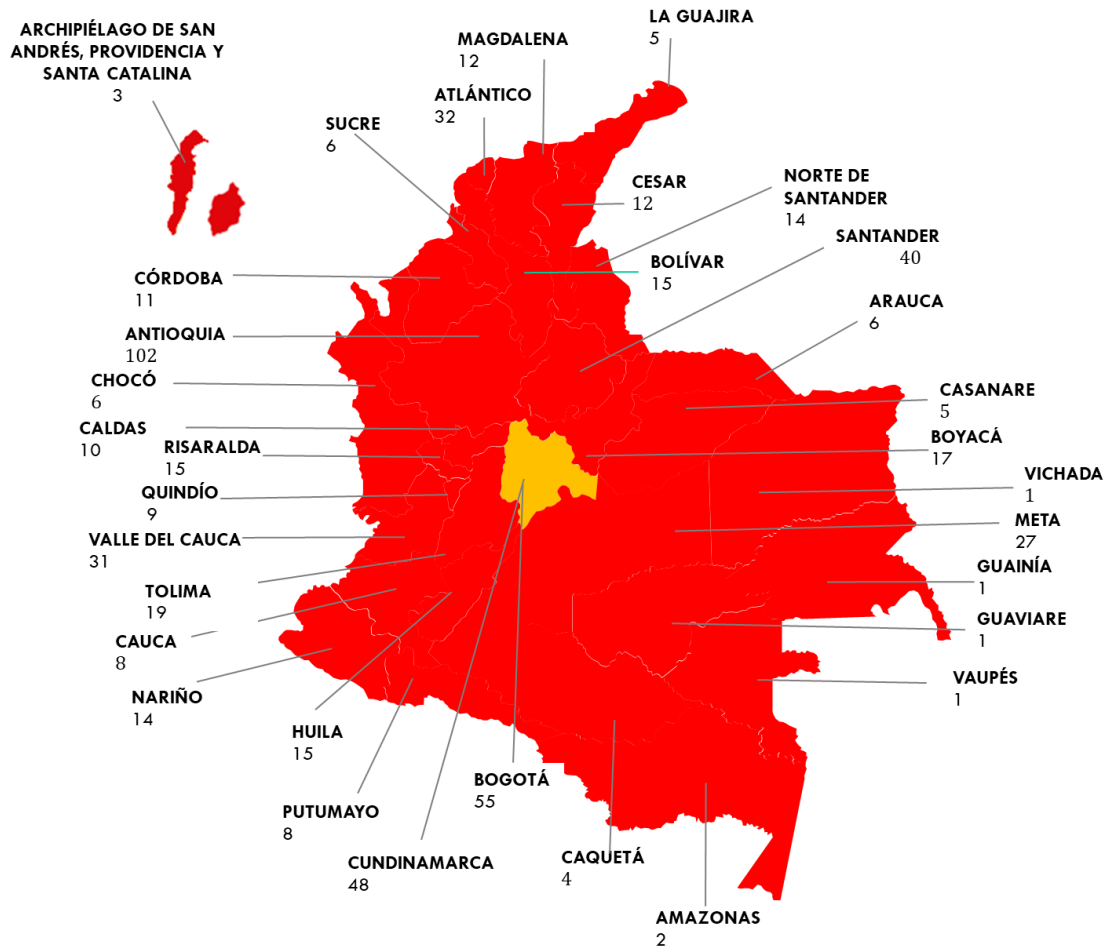 ARCHIPIÉLAGO DE SAN
ANDRÉS, PROVIDENCIA Y
SANTA CATALINA
3
LA GUAJIRA
5
MAGDALENA
12
ATLÁNTICO
32
SUCRE
6
CESAR
12
NORTE DE
SANTANDER
14
SANTANDER
40
BOLÍVAR
15
CÓRDOBA
11
ARAUCA
6
ANTIOQUIA
102
CHOCÓ
6
CASANARE
5
CALDAS
10
BOYACÁ
17
RISARALDA
15
VICHADA
1
QUINDÍO
9
META
27
VALLE DEL CAUCA
31
GUAINÍA
1
TOLIMA
19
GUAVIARE
1
CAUCA
8
VAUPÉS
1
NARIÑO
14
HUILA
15
BOGOTÁ
55
PUTUMAYO
8
CUNDINAMARCA
48
CAQUETÁ
4
AMAZONAS
2